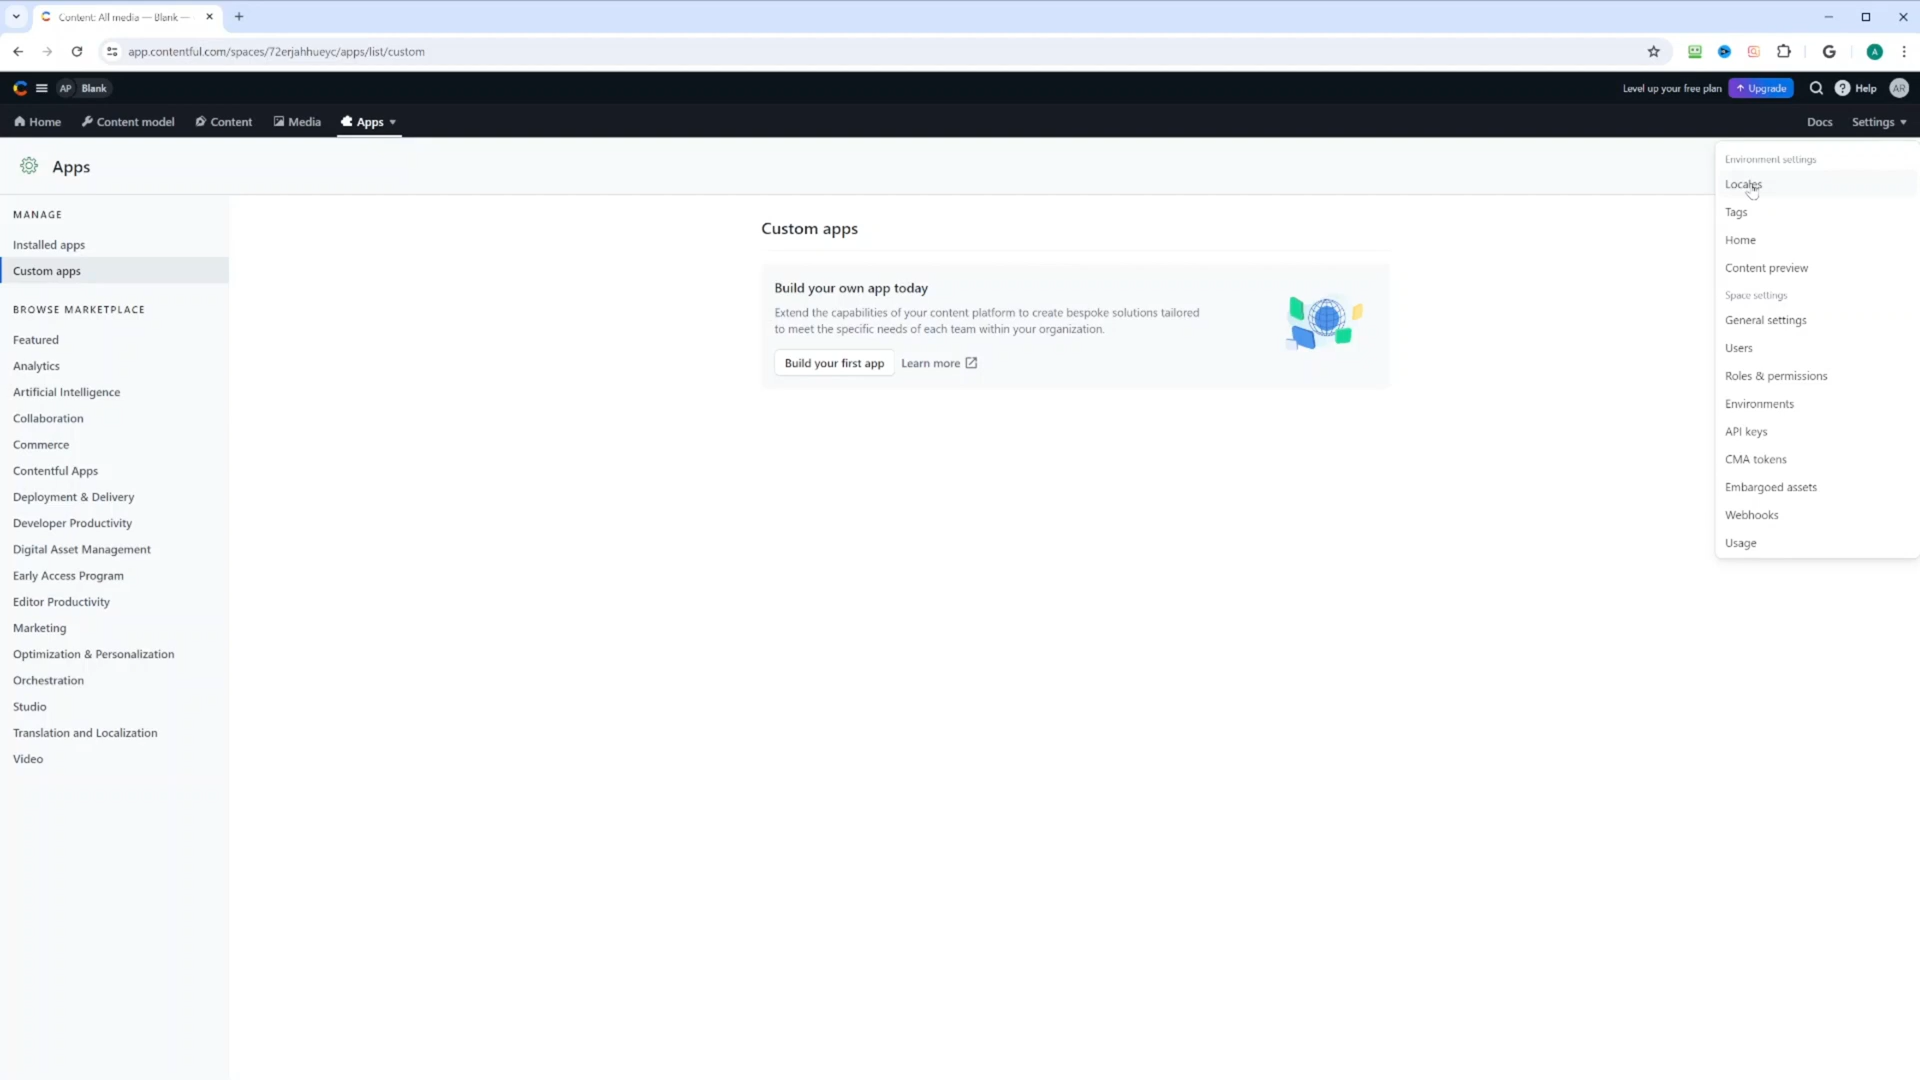 Content: All media — Blank —
app.contentful.com/spaces/72erjahhueyc/apps/list/custom
A
AP Blank
Level up your free plan
Upgrade
Help
AR
Home
Content model
Content
Media
Apps
Docs
Settings
Apps
Environment settings
Locales
Tags
Home
Content preview
Space settings
General settings
Users
Roles & permissions
Environments
API keys
CMA tokens
Embargoed assets
Webhooks
Usage
MANAGE
Installed apps
Custom apps
BROWSE MARKETPLACE
Featured
Analytics
Artificial Intelligence
Collaboration
Commerce
Contentful Apps
Deployment & Delivery
Developer Productivity
Digital Asset Management
Early Access Program
Editor Productivity
Marketing
Optimization & Personalization
Orchestration
Studio
Translation and Localization
Video
Custom apps
Build your own app today
Extend the capabilities of your content platform to create bespoke solutions tailored
to meet the specific needs of each team within your organization.
Build your first app
Learn more